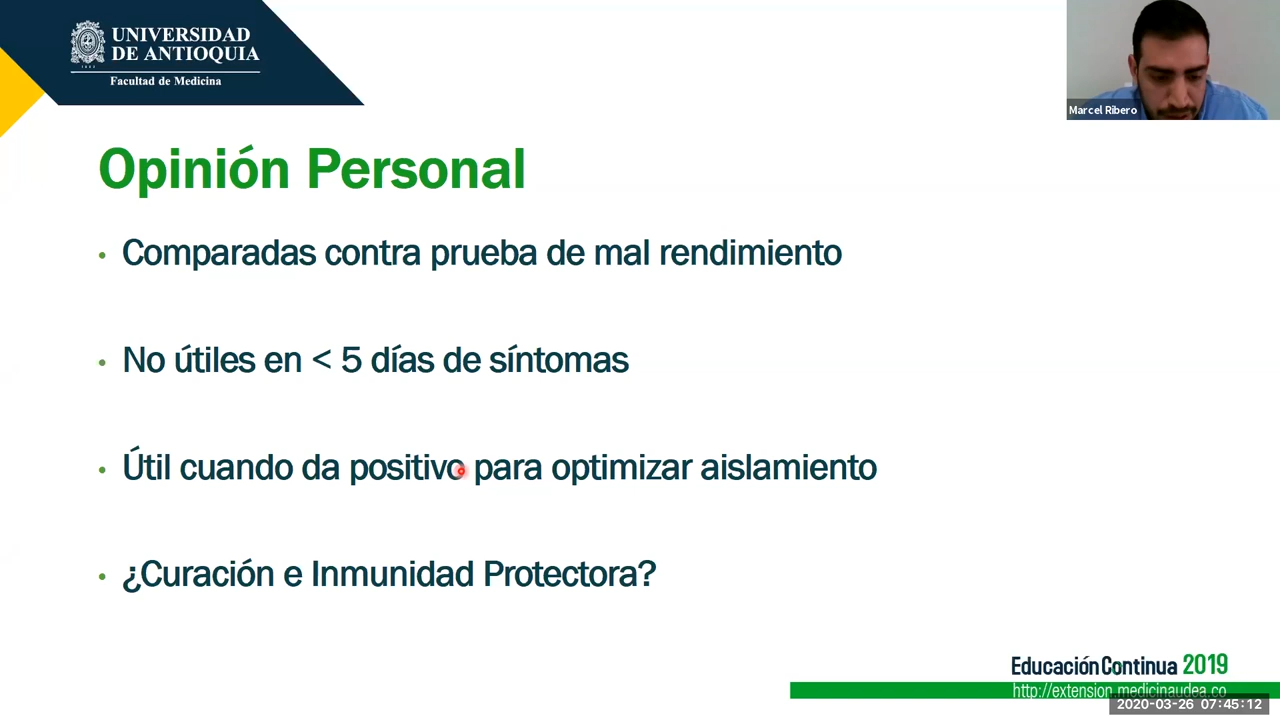 UNIVERSIDAD
DE ANTIOQUIA
1803
Facultad de Medicina
Marcel Ribero
Opinión Personal
• Comparadas contra prueba de mal rendimiento
• No útiles en < 5 días de síntomas
• Útil cuando da positivo para optimizar aislamiento
• ¿Curación e Inmunidad Protectora?
Educación Continua 2019
http://extension.medicinaudea.co
2020-03-26 07:45:12